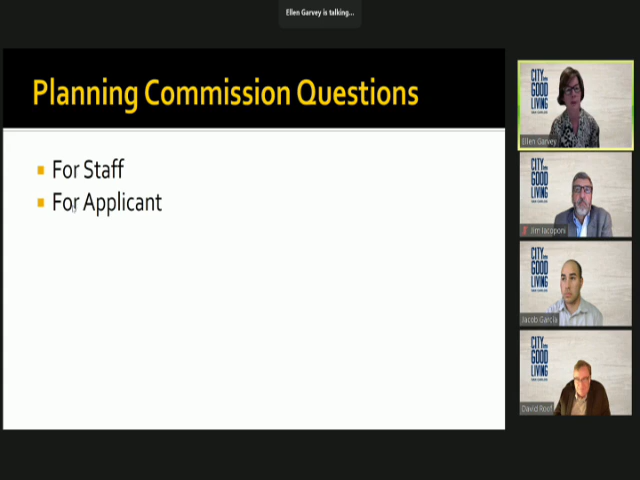 Ellen Garvey is talking...
Planning Commission Questions
For Staff
For Applicant
CITY
GOOD
LIVING
Ellen Garvey
CITY
GOOD
LIVING
Jim Iacoponi
CITY
GOOD
LIVING
Jacob Garcia
CITY
GOOD
LIVING
David Roof